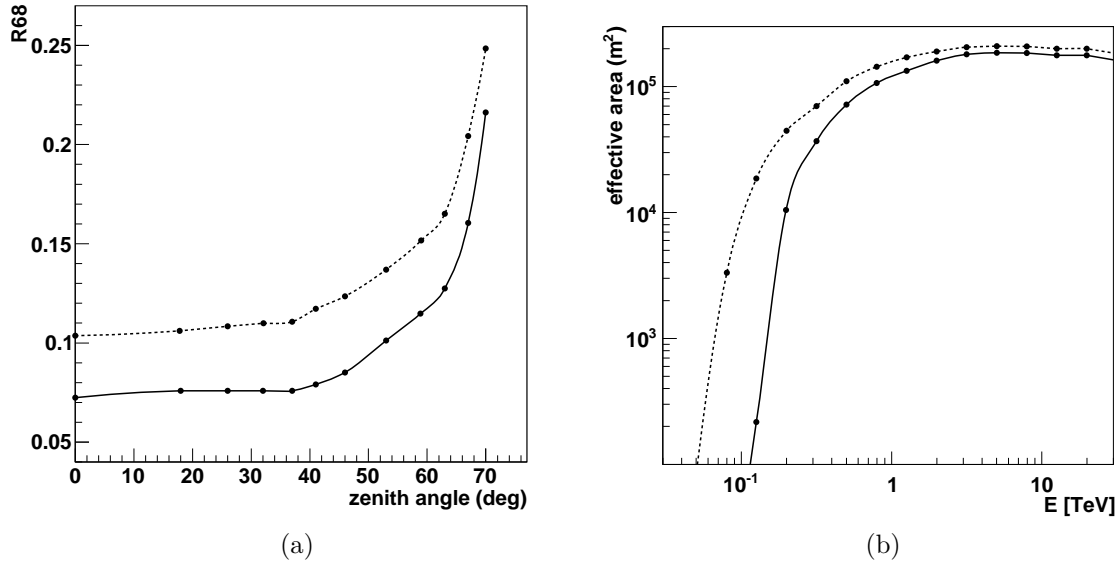 R68
0.25
0.2
0.15
0.1
0.05
0 10 20 30 40 50 60 70
zenith angle (deg)
(a)
effective area (m²)
10⁵
10⁴
10³
10⁻¹ 1 10
E [TeV]
(b)